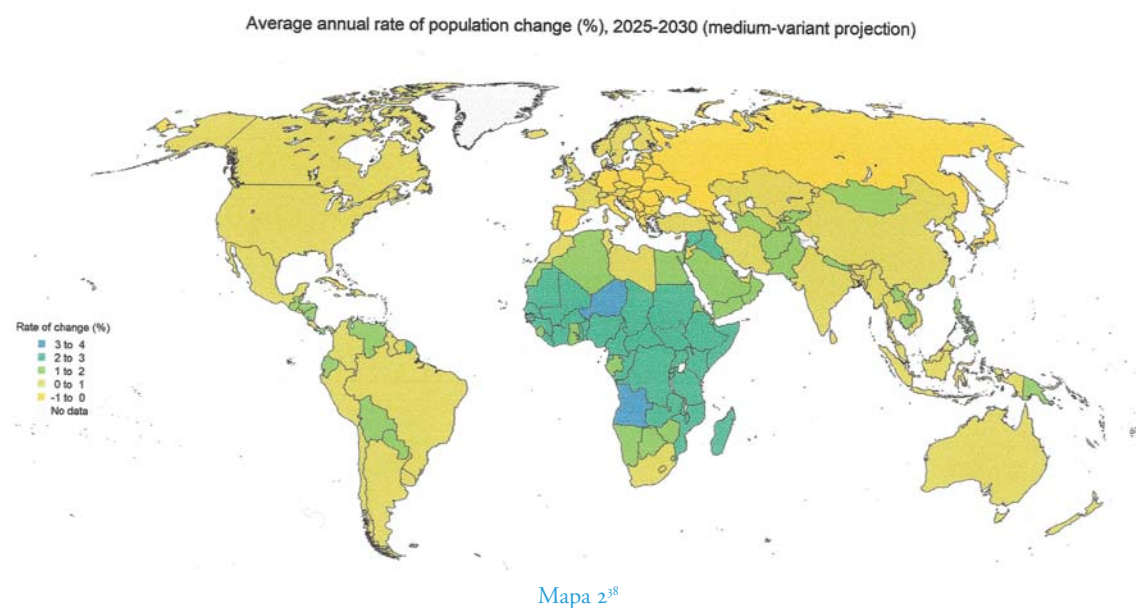 Average annual rate of population change (%), 2025-2030 (medium-variant projection)
Rate of change (%)
3 to 4
2 to 3
1 to 2
0 to 1
-1 to 0
No data
Mapa 2³⁸